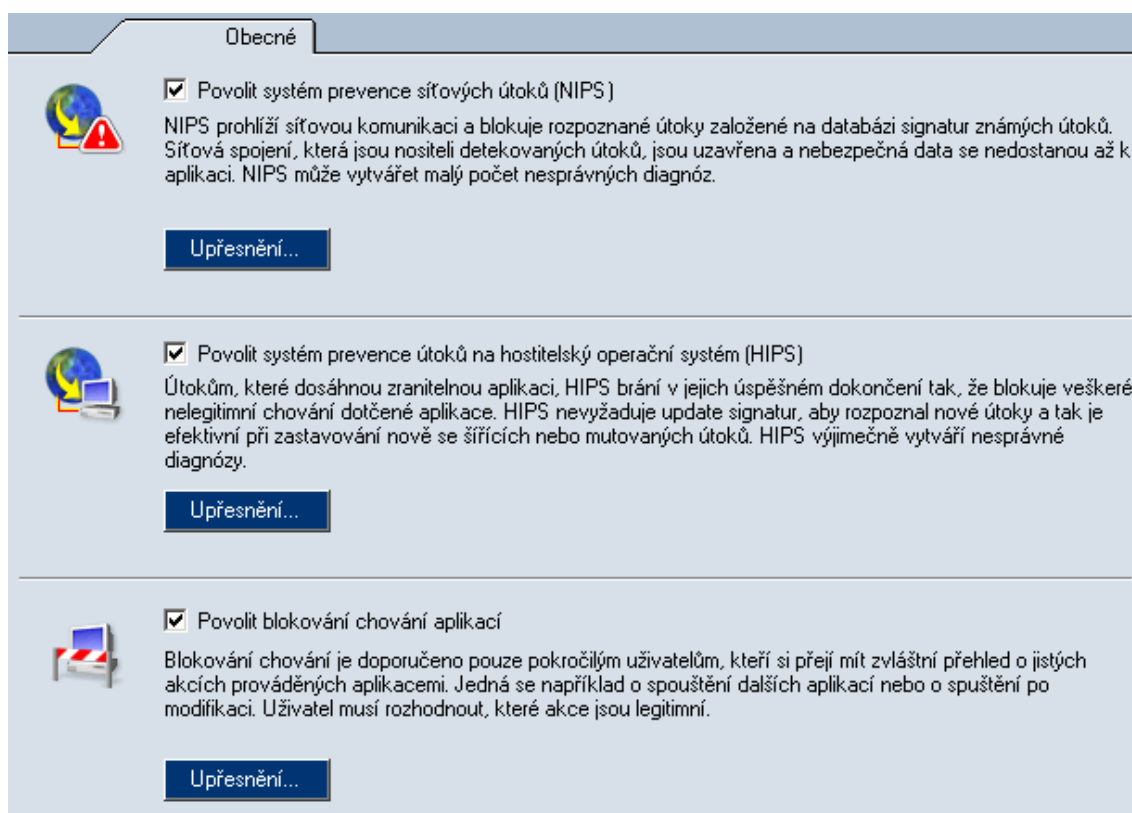 Obecné
Povolit systém prevence síťových útoků (NIPS)
NIPS prohlíží síťovou komunikaci a blokuje rozpoznané útoky založené na databázi signatur známých útoků.
Síťová spojení, která jsou nositeli detekovaných útoků, jsou uzavřena a nebezpečná data se nedostanou až k
aplikaci. NIPS může vytvářet malý počet nesprávných diagnóz.
Upřesnění...
Povolit systém prevence útoků na hostitelský operační systém (HIPS)
Útokům, které dosáhnou zranitelnou aplikaci, HIPS brání v jejich úspěšném dokončení tak, že blokuje veškeré
nelegitimní chování dotčené aplikace. HIPS nevyžaduje update signatur, aby rozpoznal nové útoky a tak je
efektivní při zastavování nově se šířících nebo mutovaných útoků. HIPS výjimečně vytváří nesprávné
diagnózy.
Upřesnění...
Povolit blokování chování aplikací
Blokování chování je doporučeno pouze pokročilým uživatelům, kteří si přejí mít zvláštní přehled o jistých
akcích prováděných aplikacemi. Jedná se například o spouštění dalších aplikací nebo o spuštění po
modifikaci. Uživatel musí rozhodnout, které akce jsou legitimní.
Upřesnění...